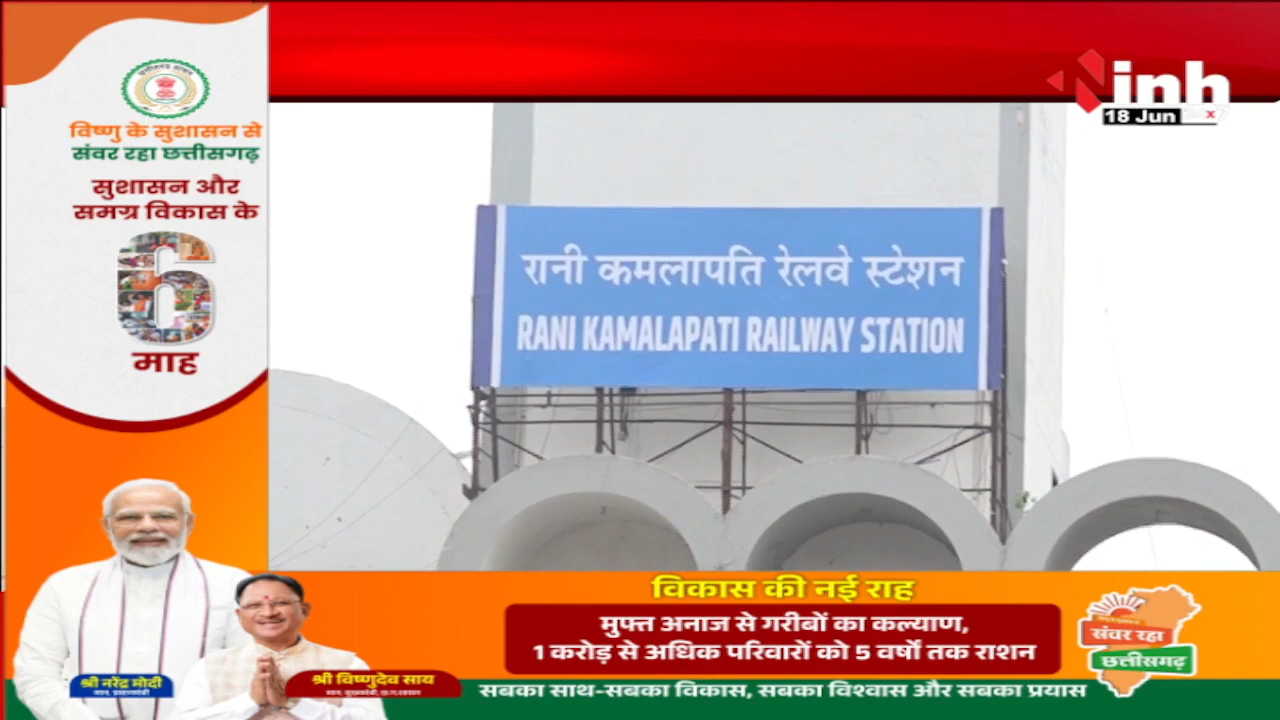 विष्णु के सुशासन से
संवर रहा छत्तीसगढ़
सुशासन और
समग्र विकास के
6
माह
inh
18 Jun
रानी कमलापति रेलवे स्टेशन
RANI KAMALAPATI RAILWAY STATION
विकास की नई राह
मुफ्त अनाज से गरीबों का कल्याण,
1 करोड़ से अधिक परिवारों को 5 वर्षों तक राशन
संवर रहा
छत्तीसगढ़
श्री नरेंद्र मोदी
श्री विष्णुदेव साय
सबका साथ-सबका विकास, सबका विश्वास और सबका प्रयास